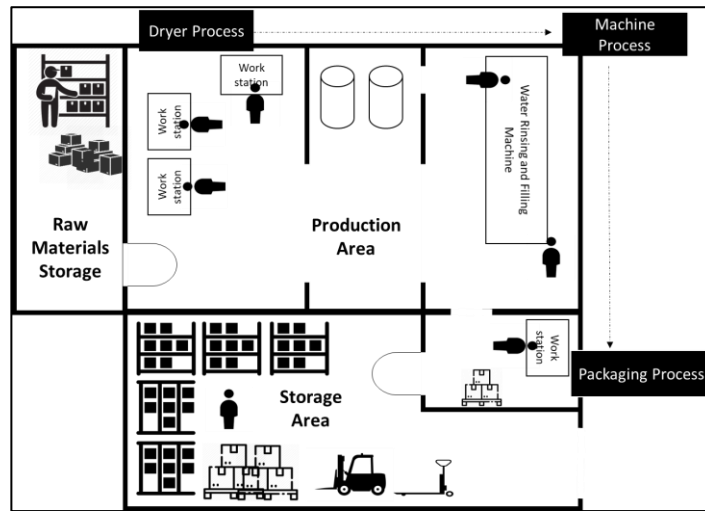 Dryer Process
Machine
Process
Work
station
Work
station
Work
station
Water Rinsing and Filling
Machine
Raw
Materials
Storage
Production
Area
Work
station
Packaging Process
Storage
Area